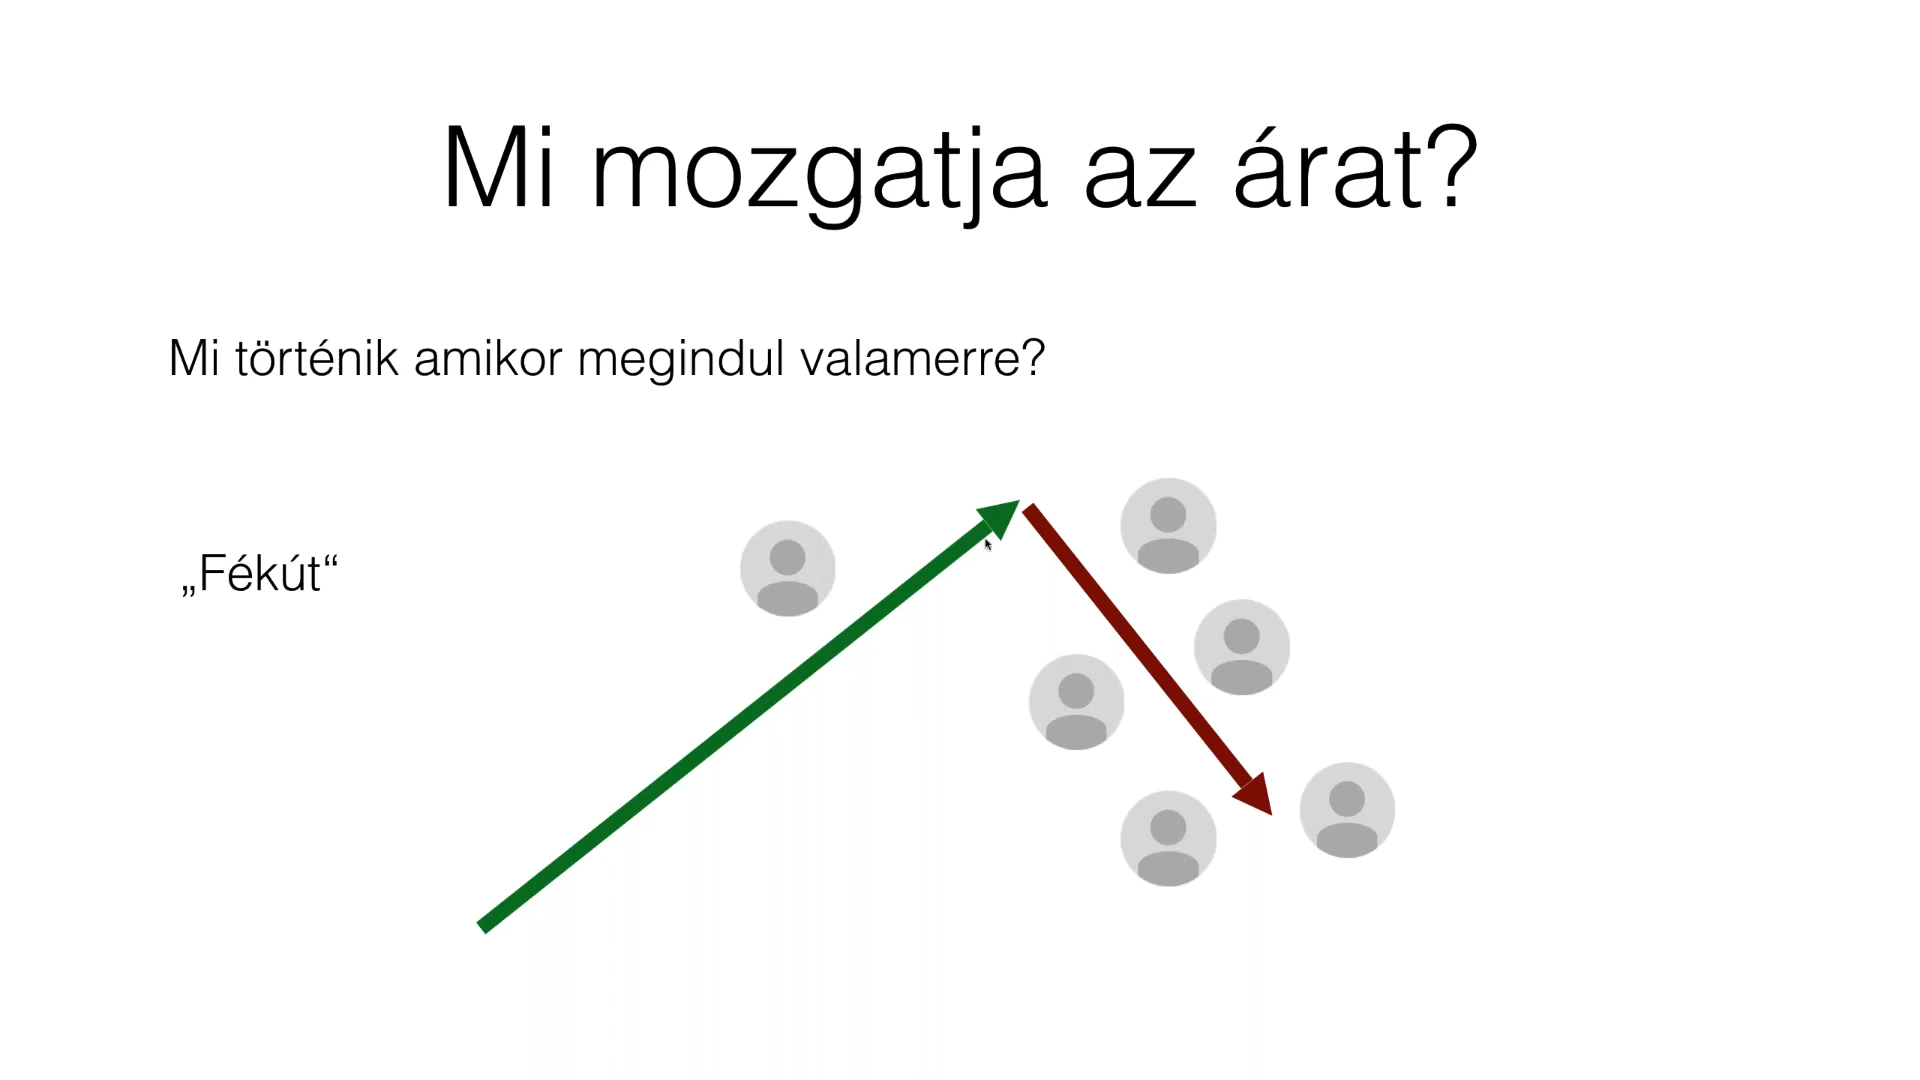 Mi mozgatja az árat?
Mi történik amikor megindul valamerre?
„Fékút“